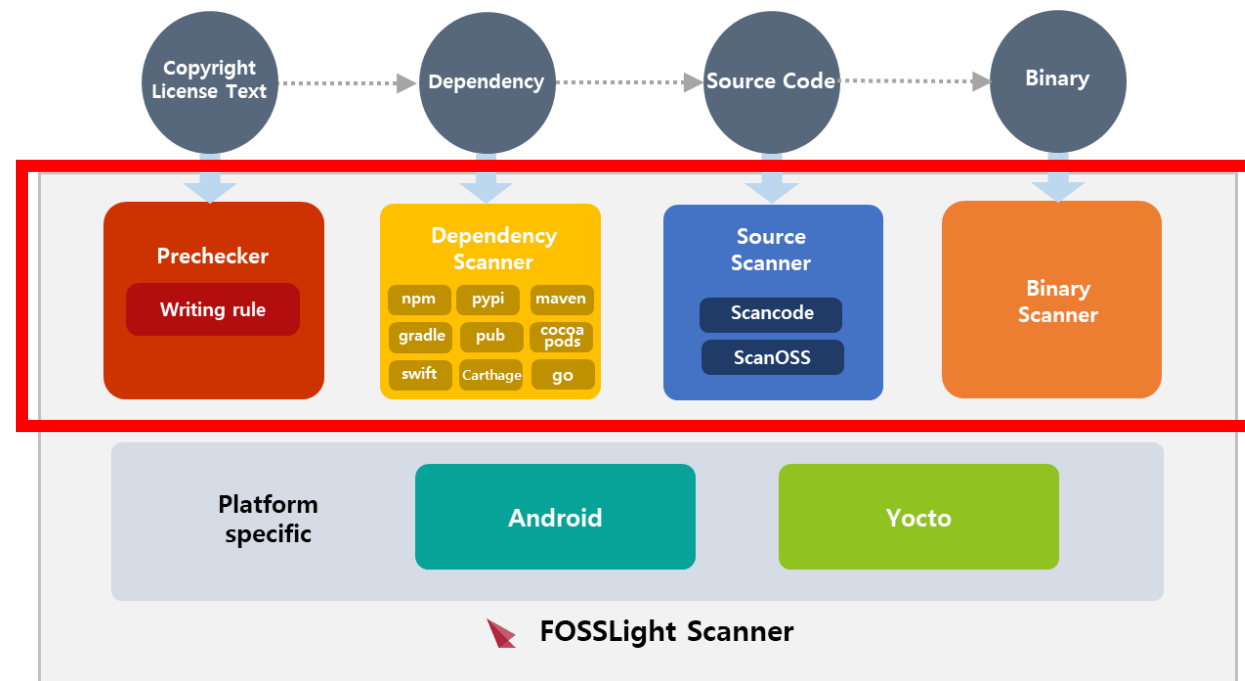 Copyright
License Text
Dependency
Source Code
Binary
Prechecker
Writing rule
Dependency
Scanner
npm
pypi
maven
gradle
pub
cocoa
pods
swift
Carthage
go
Source
Scanner
Scancode
ScanOSS
Binary
Scanner
Platform
specific
Android
Yocto
FOSSLight Scanner